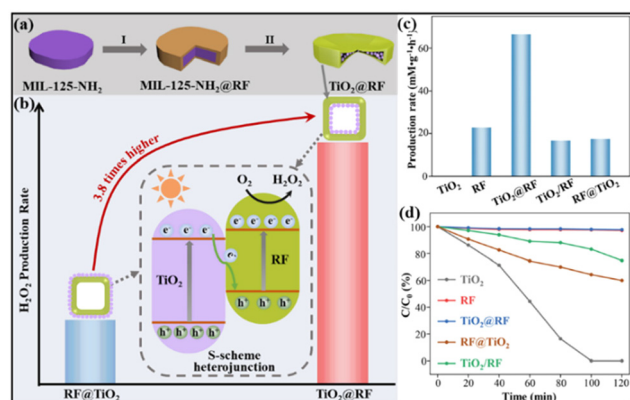 (a)
I
II
MIL-125-NH₂
MIL-125-NH₂@RF
TiO₂@RF
(b)
H₂O₂ Production Rate
3.8 times higher
O₂
H₂O₂
e⁻ e⁻ e⁻ e⁻
e⁻ e⁻ e⁻ e⁻
e⁻
TiO₂
RF
h⁺ h⁺ h⁺ h⁺
h⁺ h⁺ h⁺ h⁺
S-scheme
heterojunction
RF@TiO₂
TiO₂@RF
(c)
Production rate (mM•g⁻¹•h⁻¹)
60
40
20
0
TiO₂
RF
TiO₂@RF
TiO₂/RF
RF@TiO₂
(d)
C/C₀ (%)
100
80
60
40
20
0
TiO₂
RF
TiO₂@RF
RF@TiO₂
TiO₂/RF
0 20 40 60 80 100 120
Time (min)